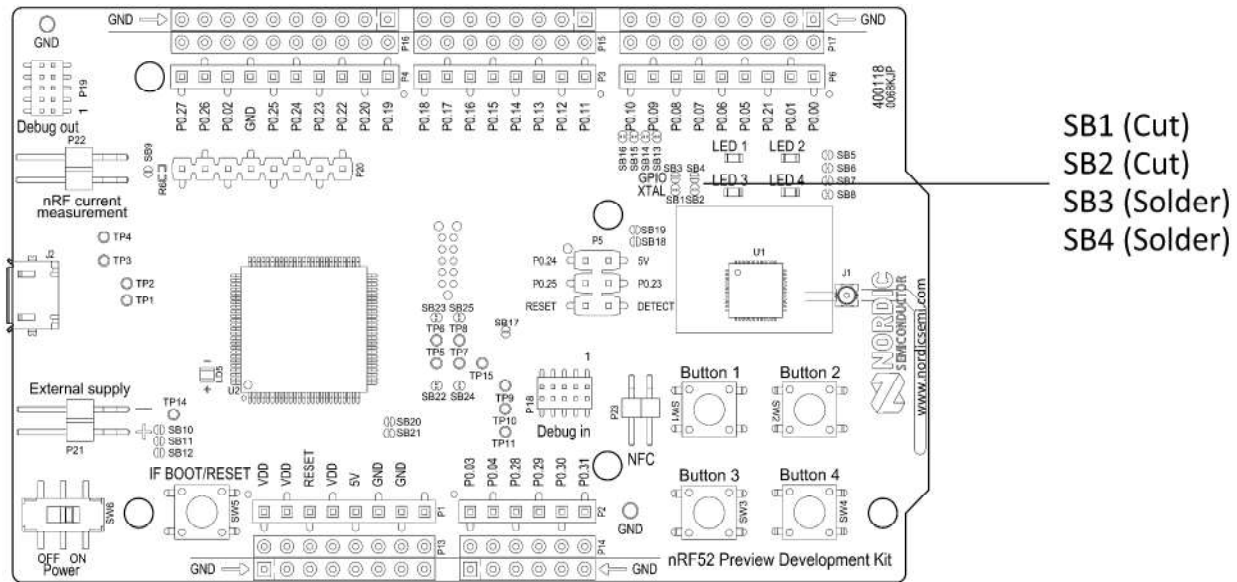 GND
GND
P16
P15
P17
GND
P19
1
Debug out
P4
P3
P6
400118
0068KJP
P0.27
P0.26
P0.02
GND
P0.25
P0.24
P0.23
P0.22
P0.20
P0.19
P0.18
P0.17
P0.16
P0.15
P0.14
P0.13
P0.12
P0.11
P0.10
P0.09
P0.08
P0.07
P0.06
P0.05
P0.21
P0.01
P0.00
SB1 (Cut)
SB2 (Cut)
SB3 (Solder)
SB4 (Solder)
P22
SB9
R6
P20
SB16
SB15
SB14
SB13
LED 1
LED 2
SB5
SB6
SB7
SB8
SB3 SB4
GPIO
XTAL
SB1 SB2
LED 3
LED 4
nRF current
measurement
TP4
TP3
TP2
TP1
J2
SB19
SB18
P5
P0.24
5V
P0.25
P0.23
RESET
DETECT
U1
J1
NORDIC
SEMICONDUCTOR
www.nordicsemi.com
SB23 SB25
TP6 TP8
TP5 TP7
SB17
TP15
SB22 SB24
LD5
U2
TP9
TP10
TP11
1
P18
Debug in
P23
NFC
Button 1
Button 2
SW1
SW2
External supply
TP14
SB10
SB11
SB12
P21
SB20
SB21
IF BOOT/RESET
SW5
VDD
VDD
RESET
VDD
5V
GND
GND
P0.03
P0.04
P0.28
P0.29
P0.30
P0.31
P1
P2
GND
Button 3
Button 4
SW3
SW4
SW6
OFF ON
Power
GND
P13
P14
GND
nRF52 Preview Development Kit